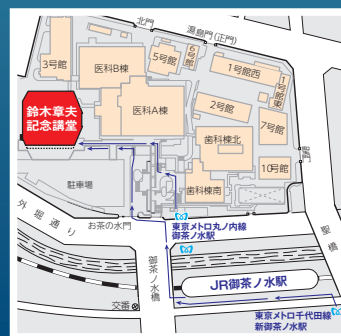 北門
湯島門(正門)
3号館
医科B棟
5号館
6号館
1号館西
1号館東
鈴木章夫
記念講堂
医科A棟
2号館
7号館
歯科棟北
10号館
歯科棟南
駐車場
外堀通り
お茶の水門
東京メトロ丸ノ内線
御茶ノ水駅
聖橋
御茶ノ水橋
JR御茶ノ水駅
交番
東京メトロ千代田線
新御茶ノ水駅